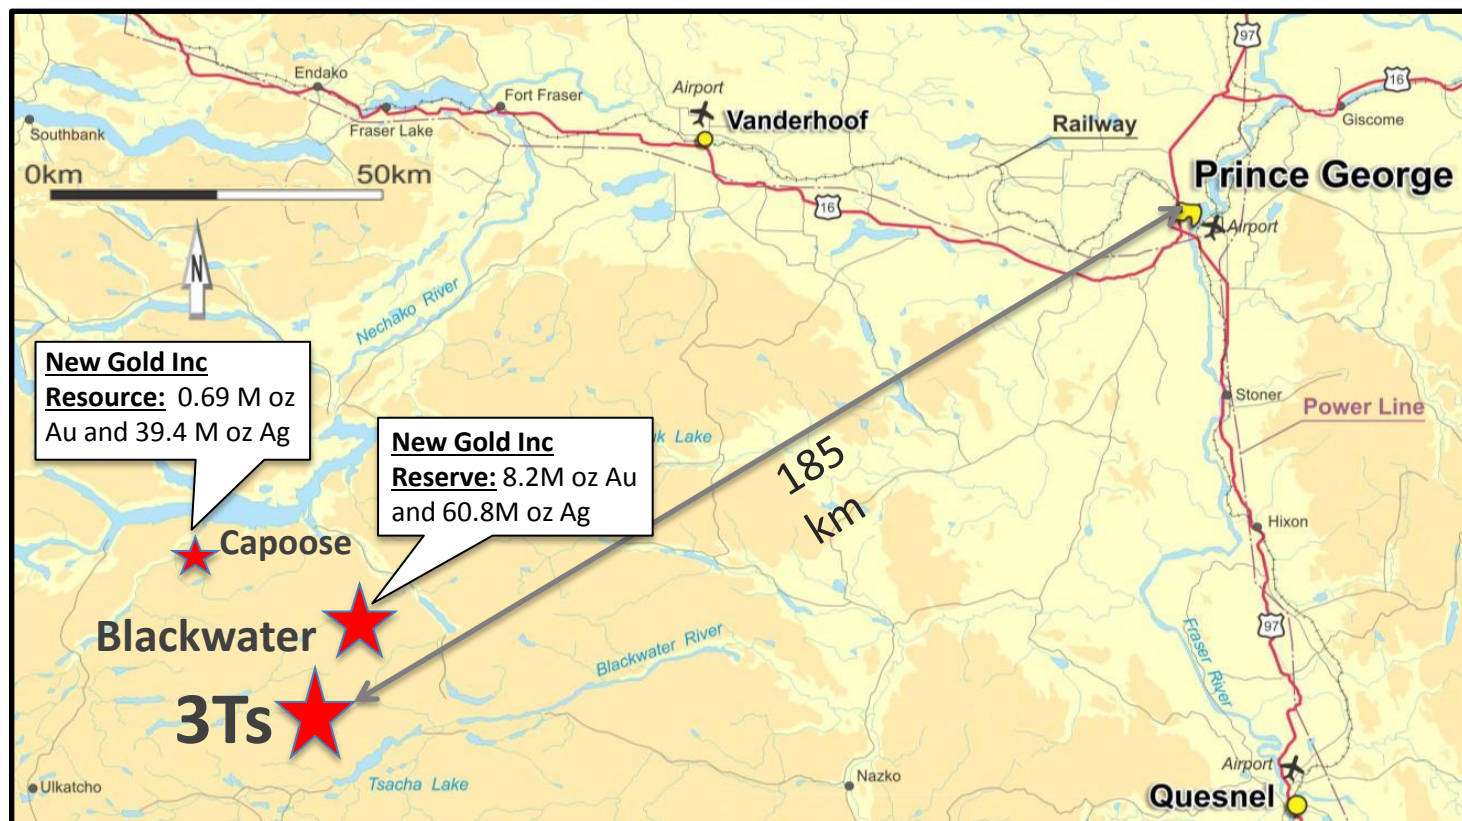 97
16
Endako
Airport
Fort Fraser
Vanderhoof
Southbank
Fraser Lake
Railway
Giscome
0km
50km
Prince George
16
Airport
N
Nechako River
New Gold Inc
Resource: 0.69 M oz
Au and 39.4 M oz Ag
Stoner
Power Line
New Gold Inc
Reserve: 8.2M oz Au
and 60.8M oz Ag
Lake
185
km
Capoose
Hixon
Blackwater
Blackwater River
Fraser River
97
3Ts
Tsacha Lake
Ulkatcho
Nazko
Airport
Quesnel